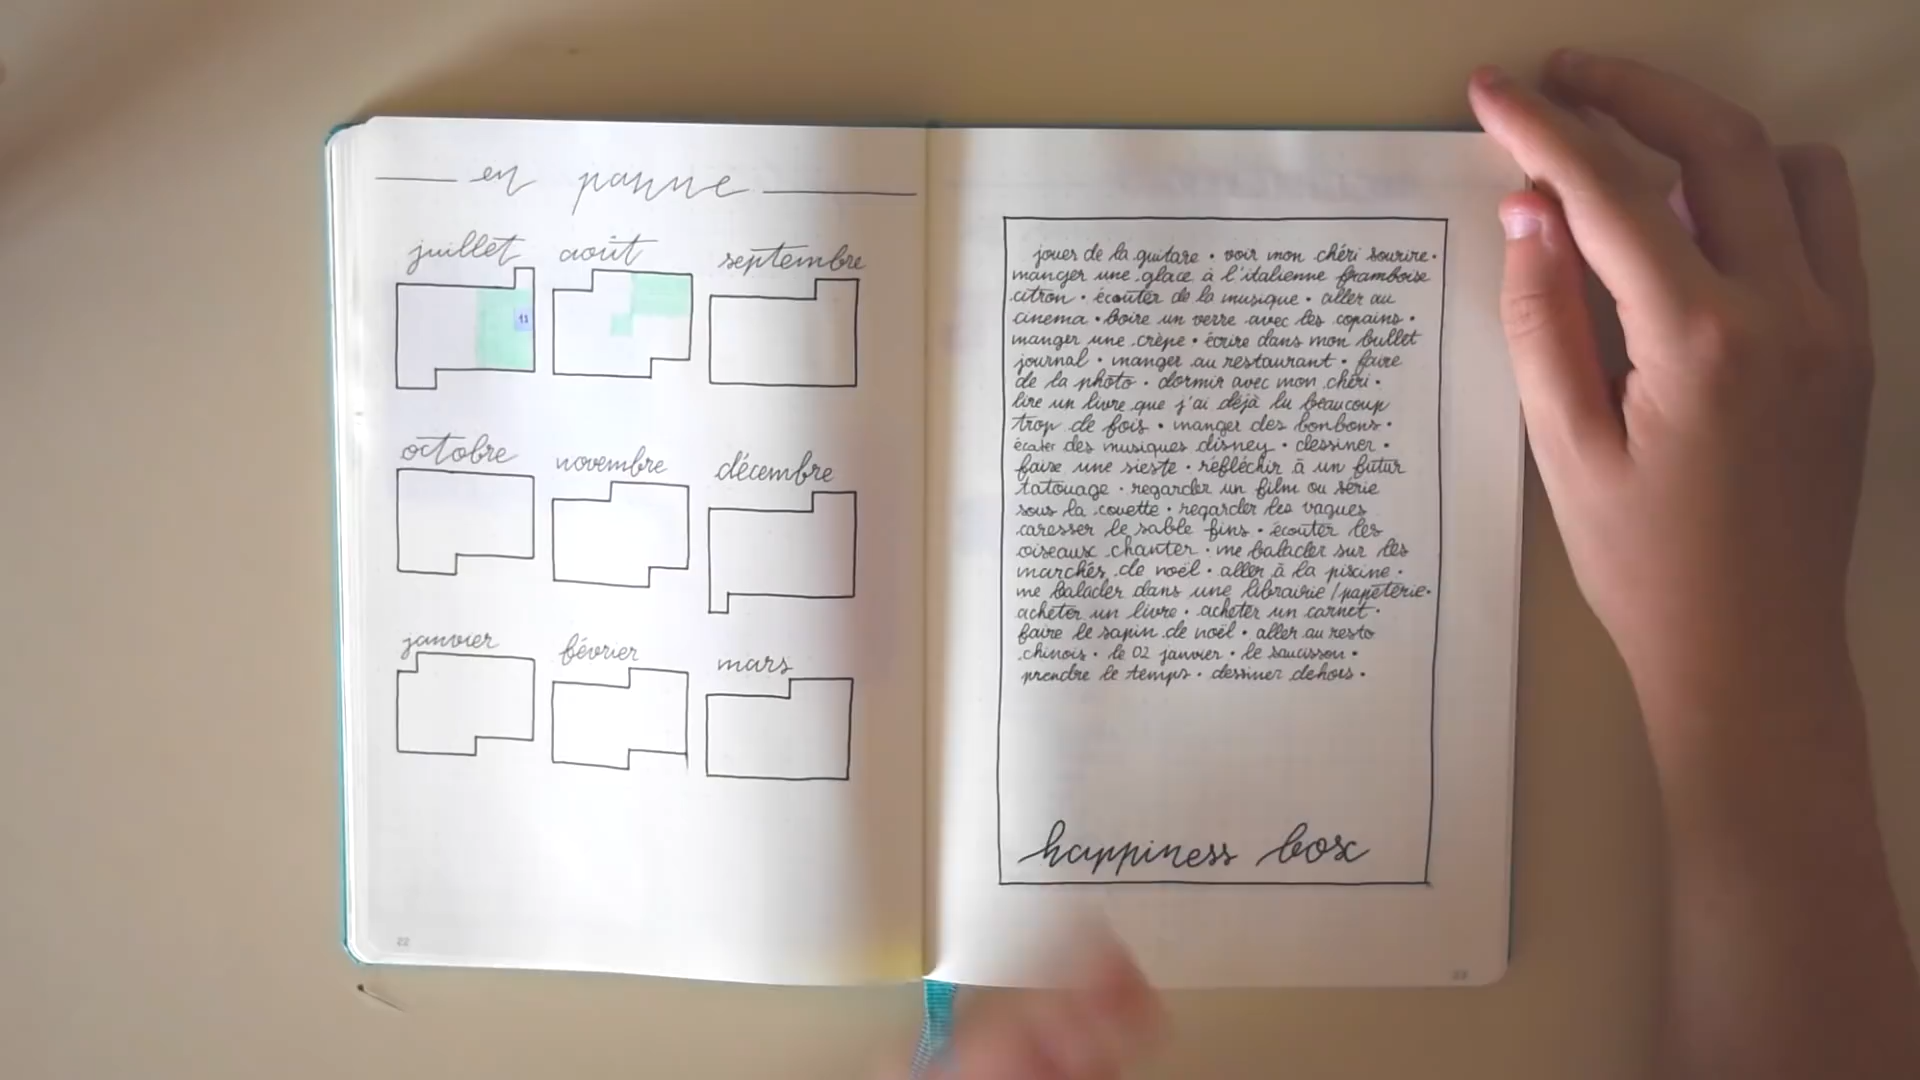 en panne
juillet août septembre
11
octobre novembre décembre
janvier février mars
22
jouer de la guitare • voir mon chéri sourire •
manger une glace à l'italienne framboise
citron • écouter de la musique • aller au
cinema • boire un verre avec les copains •
manger une crêpe • écrire dans mon bullet
journal • manger au restaurant • faire
de la photo • dormir avec mon chéri •
lire un livre que j'ai déjà lu beaucoup
trop de fois • manger des bonbons •
des musiques disney • dessiner •
faire une sieste • réfléchir à un futur
tatouage • regarder un film ou série
sous la couette • regarder les vagues
caresser le sable fins • écouter les
oiseaux chanter • me balader sur les
marchés de noël • aller à la piscine •
me balader dans une librairie / papeterie •
acheter un livre • acheter un carnet •
faire le sapin de noël • aller au resto
chinois • le 02 janvier • le saucisson •
prendre le temps • dessiner dehors •
happiness box
23